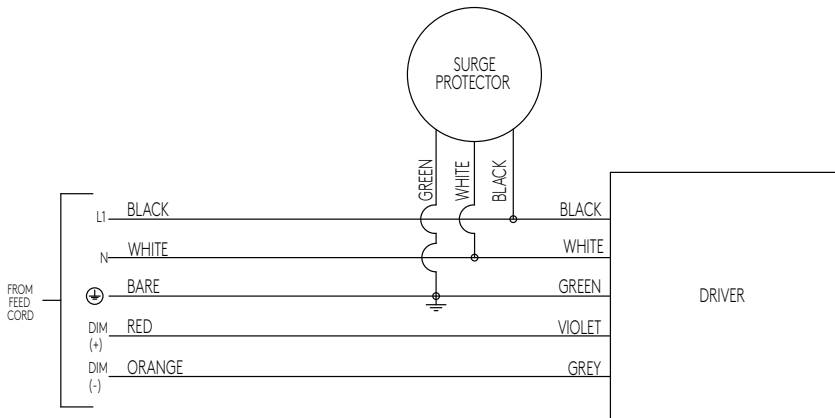 SURGE
PROTECTOR
GREEN
WHITE
BLACK
L1 BLACK BLACK
N WHITE WHITE
BARE GREEN
FROM
FEED
CORD
DRIVER
DIM
(+)
RED VIOLET
DIM
(-)
ORANGE GREY